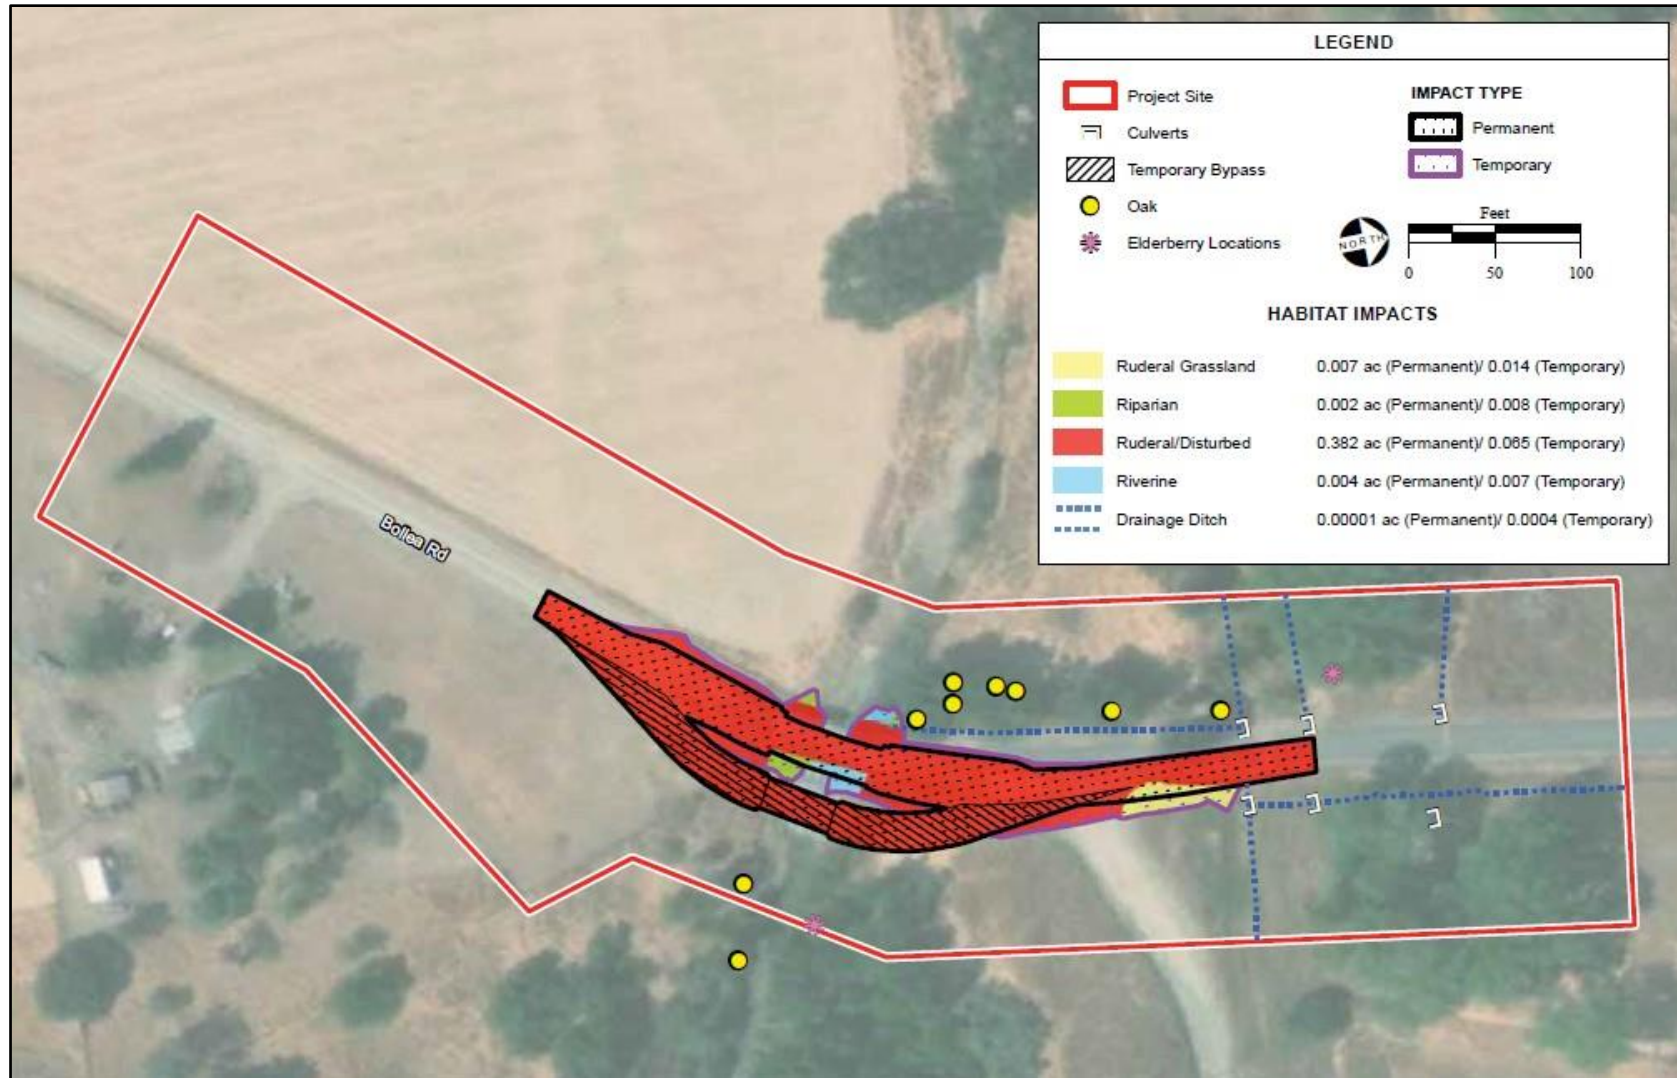 LEGEND
Project Site
Culverts
Temporary Bypass
Oak
Elderberry Locations
IMPACT TYPE
Permanent
Temporary
NORTH
Feet
0 50 100
HABITAT IMPACTS
Ruderal Grassland 0.007 ac (Permanent)/ 0.014 (Temporary)
Riparian 0.002 ac (Permanent)/ 0.008 (Temporary)
Ruderal/Disturbed 0.382 ac (Permanent)/ 0.065 (Temporary)
Riverine 0.004 ac (Permanent)/ 0.007 (Temporary)
Drainage Ditch 0.00001 ac (Permanent)/ 0.0004 (Temporary)
Bollea Rd